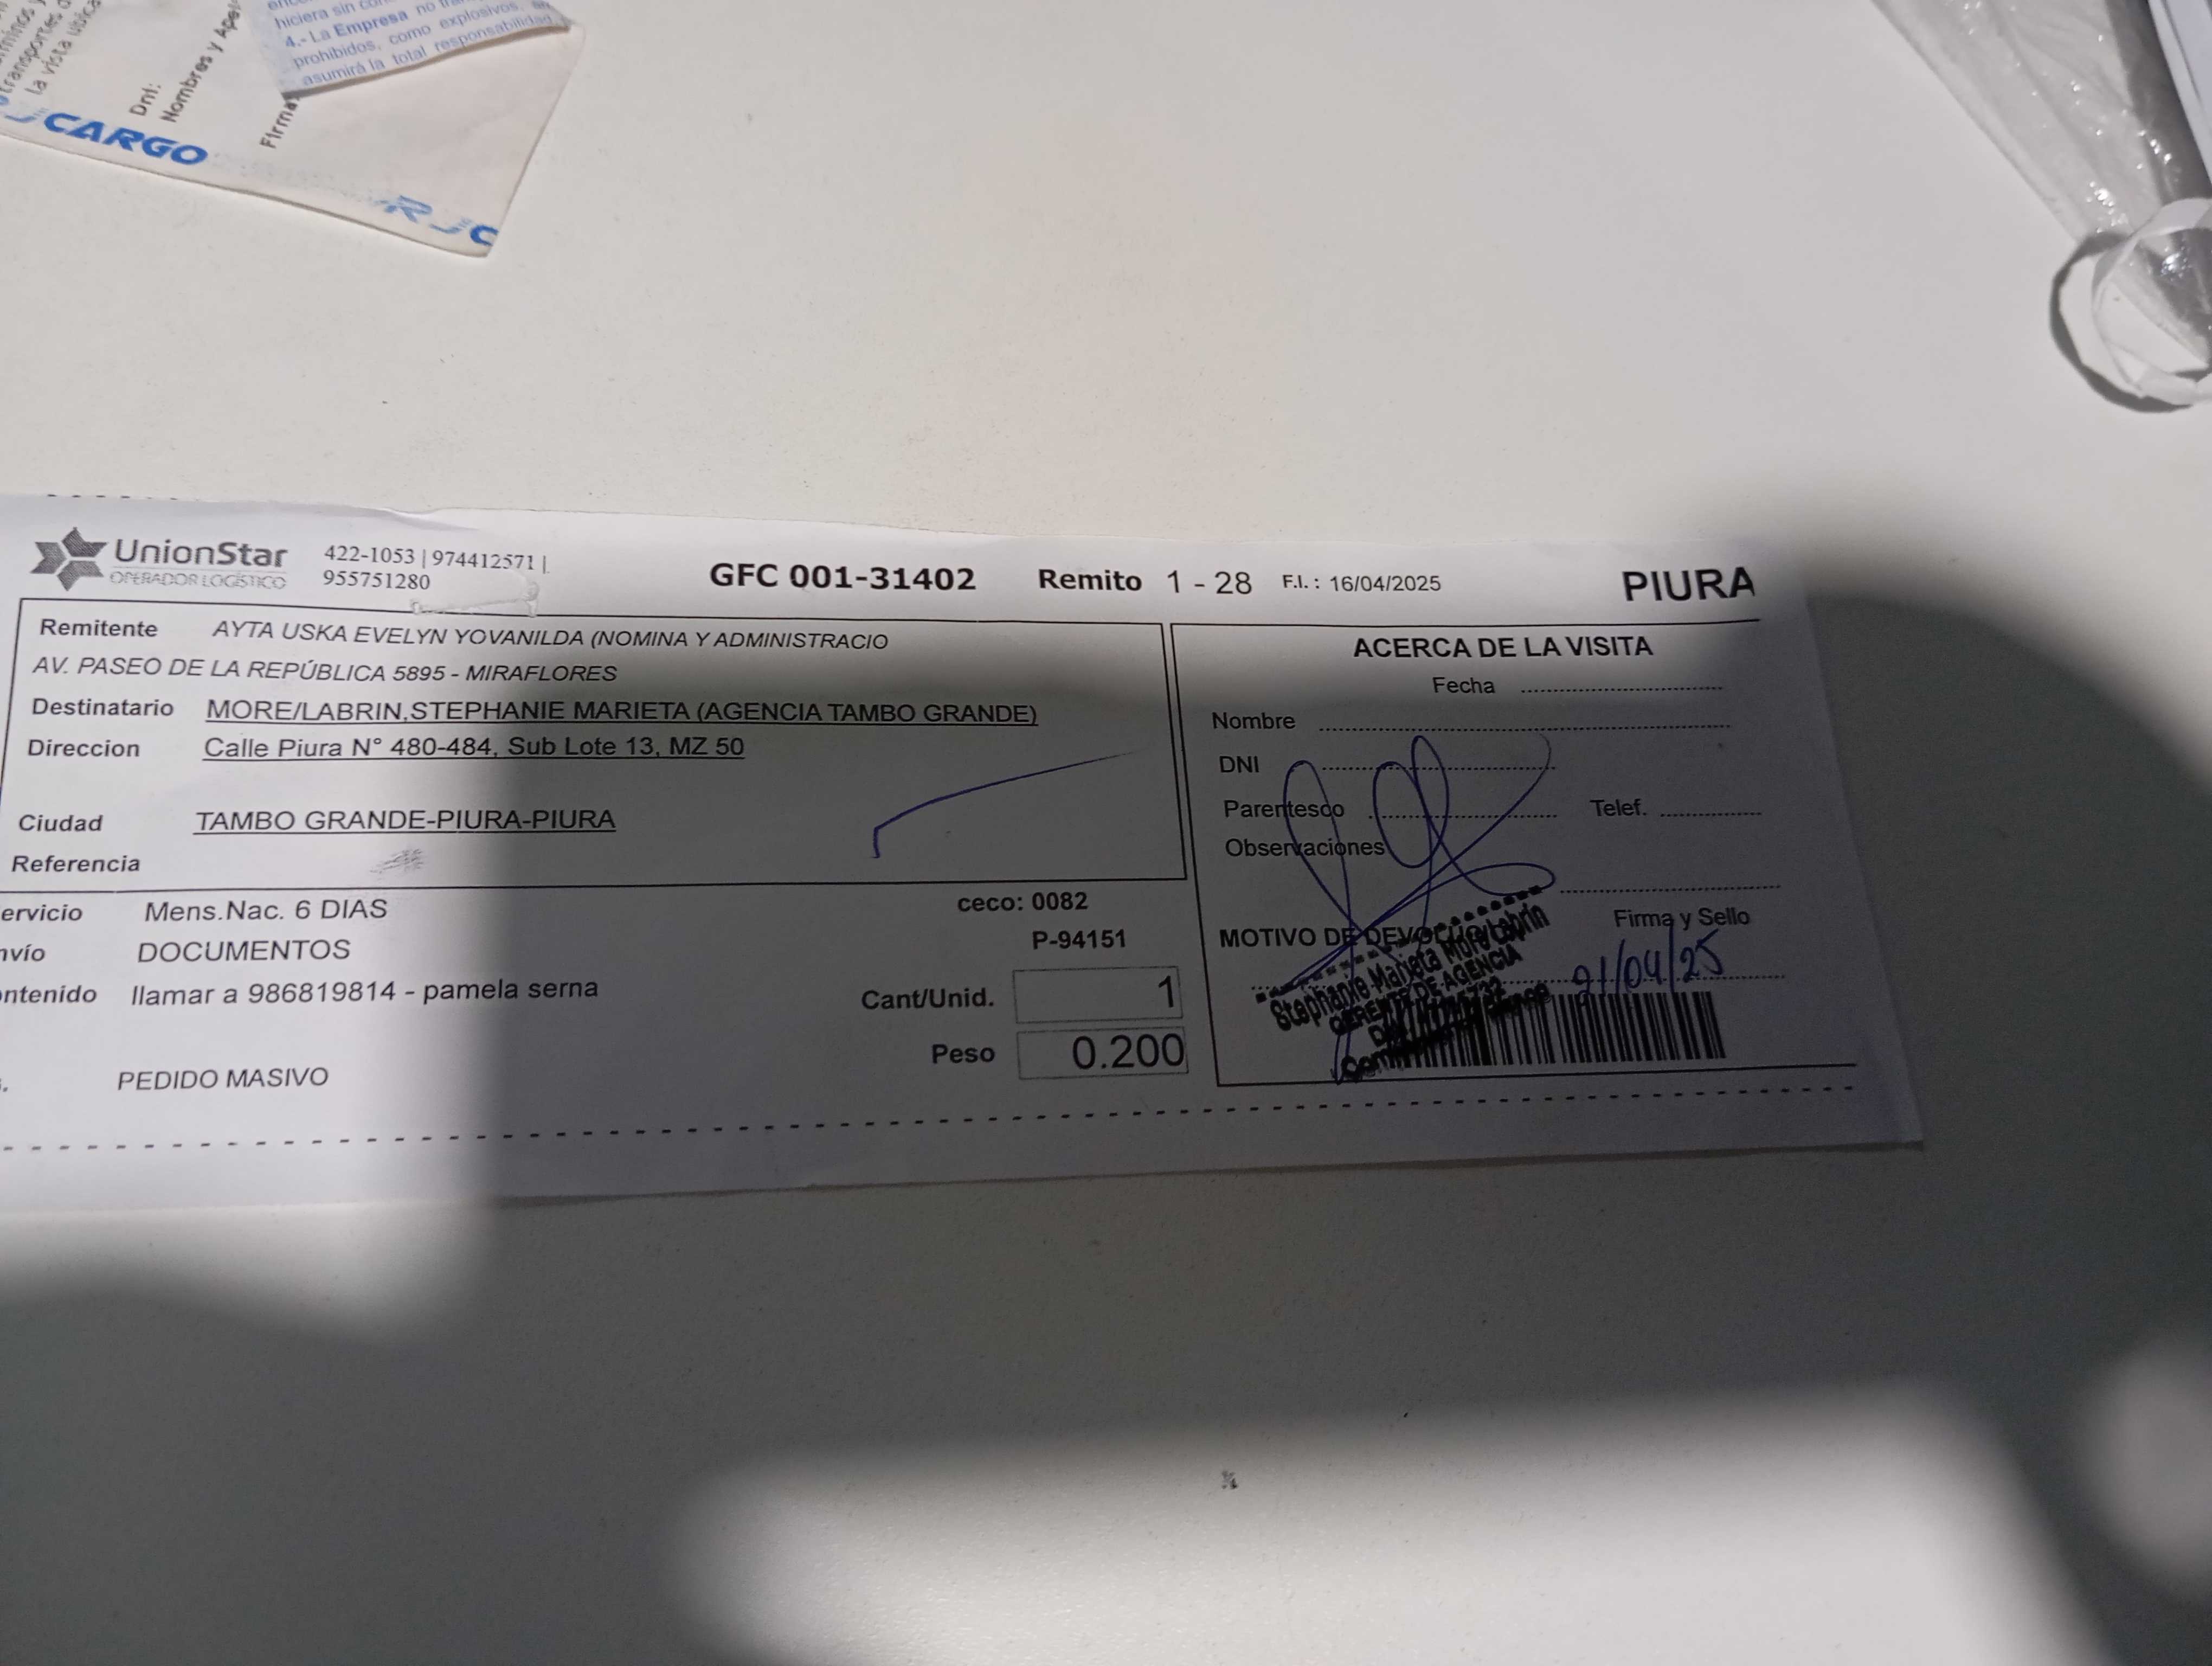 hiciera sin
4.- La Empresa no
prohibidos, como explosivos,
asumirá la total responsabilidad
transportes
la vista
Dni:
Nombres y
Firma
CARGO
UnionStar
OPERADOR LOGÍSTICO
422-1053 | 974412571 |
955751280
GFC 001-31402 Remito 1 - 28 F.I. : 16/04/2025 PIURA
Remitente AYTA USKA EVELYN YOVANILDA (NOMINA Y ADMINISTRACIO
AV. PASEO DE LA REPÚBLICA 5895 - MIRAFLORES
Destinatario MORE/LABRIN,STEPHANIE MARIETA (AGENCIA TAMBO GRANDE)
Direccion Calle Piura N° 480-484, Sub Lote 13, MZ 50
Ciudad TAMBO GRANDE-PIURA-PIURA
Referencia
ervicio Mens.Nac. 6 DIAS
nvío DOCUMENTOS
ontenido llamar a 986819814 - pamela serna
PEDIDO MASIVO
ceco: 0082
P-94151
Cant/Unid. 1
Peso 0.200
ACERCA DE LA VISITA
Fecha
Nombre
DNI
Parentesco Telef.
Observaciones
Firma y Sello
MOTIVO DE
Stephanie Marieta More Labrin
GERENTE DE AGENCIA
21/04/25